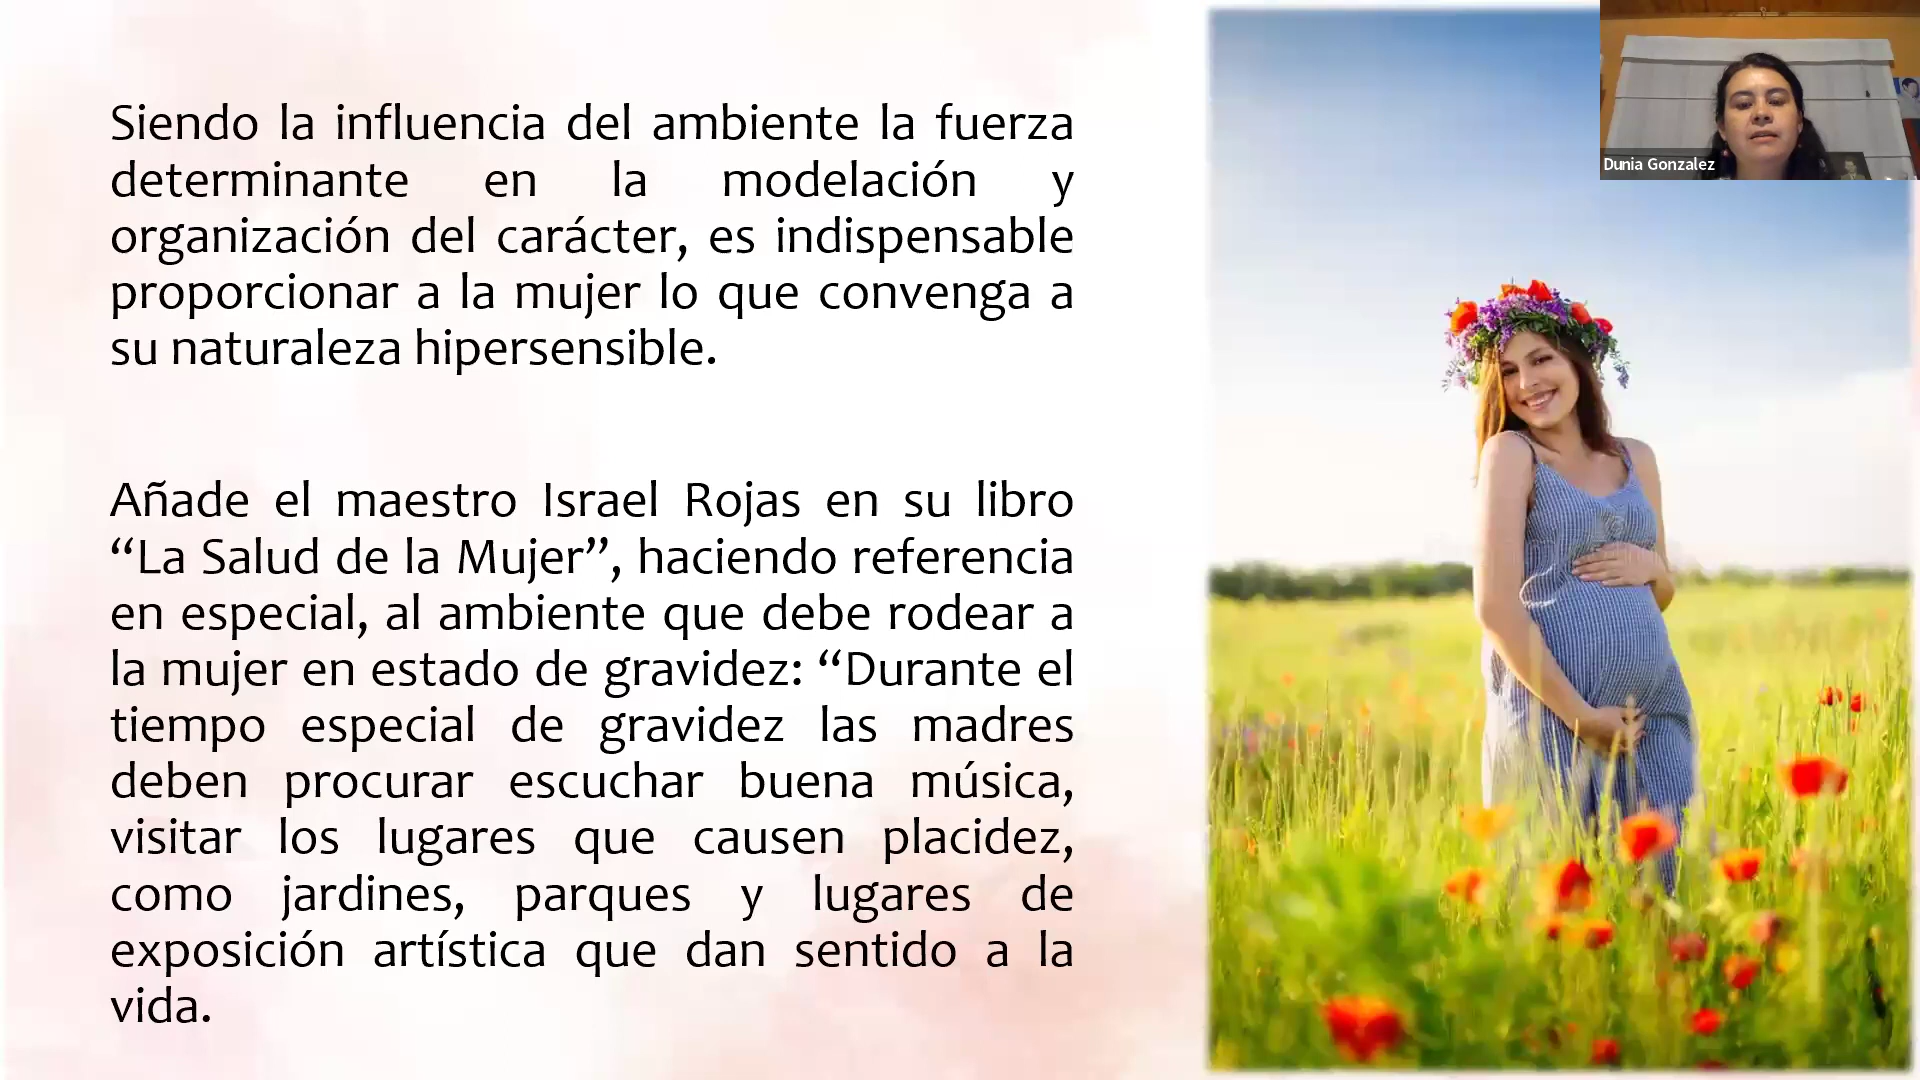 Siendo la influencia del ambiente la fuerza
determinante en la modelación y
organización del carácter, es indispensable
proporcionar a la mujer lo que convenga a
su naturaleza hipersensible.
Añade el maestro Israel Rojas en su libro
“La Salud de la Mujer”, haciendo referencia
en especial, al ambiente que debe rodear a
la mujer en estado de gravidez: “Durante el
tiempo especial de gravidez las madres
deben procurar escuchar buena música,
visitar los lugares que causen placidez,
como jardines, parques y lugares de
exposición artística que dan sentido a la
vida.
Dunia Gonzalez